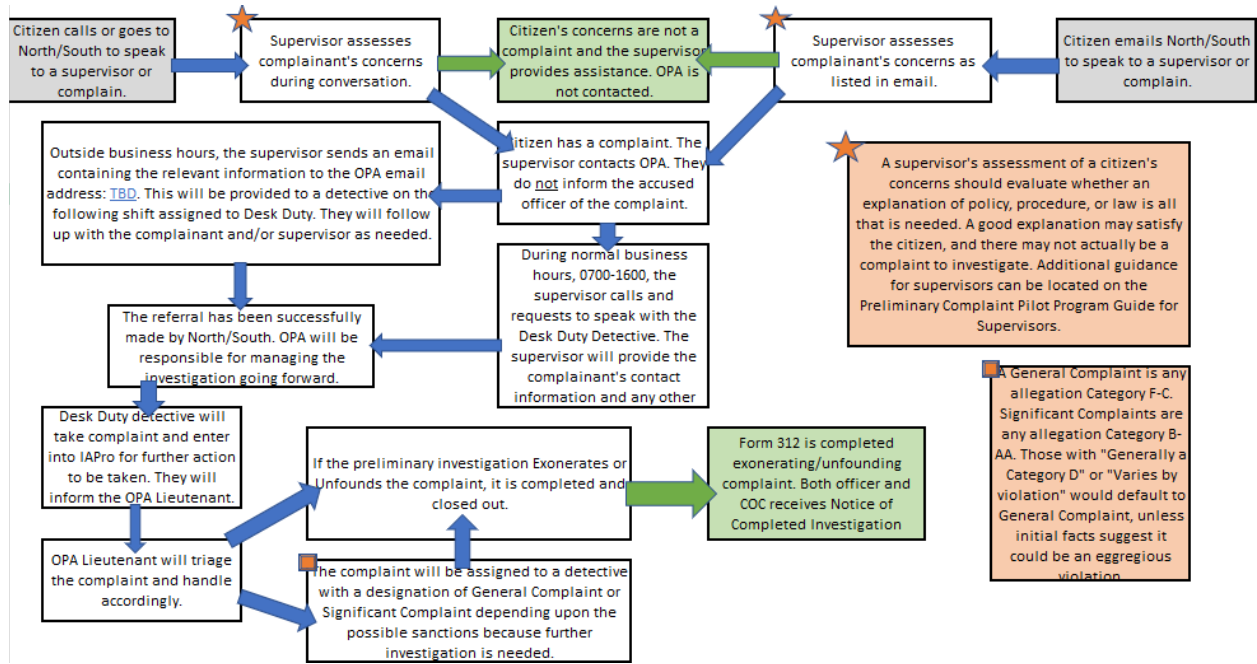 Citizen calls or goes to
North/South to speak
to a supervisor or
complain.
Supervisor assesses
complainant's concerns
during conversation.
Citizen's concerns are not a
complaint and the supervisor
provides assistance. OPA is
not contacted.
Supervisor assesses
complainant's concerns as
listed in email.
Citizen emails North/South
to speak to a supervisor or
complain.
Outside business hours, the supervisor sends an email
containing the relevant information to the OPA email
address: TBD. This will be provided to a detective on the
following shift assigned to Desk Duty. They will follow
up with the complainant and/or supervisor as needed.
Citizen has a complaint. The
supervisor contacts OPA. They
do not inform the accused
officer of the complaint.
A supervisor's assessment of a citizen's
concerns should evaluate whether an
explanation of policy, procedure, or law is all
that is needed. A good explanation may satisfy
the citizen, and there may not actually be a
complaint to investigate. Additional guidance
for supervisors can be located on the
Preliminary Complaint Pilot Program Guide for
Supervisors.
During normal business
hours, 0700-1600, the
supervisor calls and
requests to speak with the
Desk Duty Detective. The
supervisor will provide the
complainant's contact
information and any other
The referral has been successfully
made by North/South. OPA will be
responsible for managing the
investigation going forward.
A General Complaint is any
allegation Category F-C.
Significant Complaints are
any allegation Category B-
AA. Those with "Generally a
Category D" or "Varies by
violation" would default to
General Complaint, unless
initial facts suggest it
could be an eggregious
violation.
Desk Duty detective will
take complaint and enter
into IAPro for further action
to be taken. They will
inform the OPA Lieutenant.
If the preliminary investigation Exonerates or
Unfounds the complaint, it is completed and
closed out.
Form 312 is completed
exonerating/unfounding
complaint. Both officer and
COC receives Notice of
Completed Investigation
OPA Lieutenant will triage
the complaint and handle
accordingly.
The complaint will be assigned to a detective
with a designation of General Complaint or
Significant Complaint depending upon the
possible sanctions because further
investigation is needed.